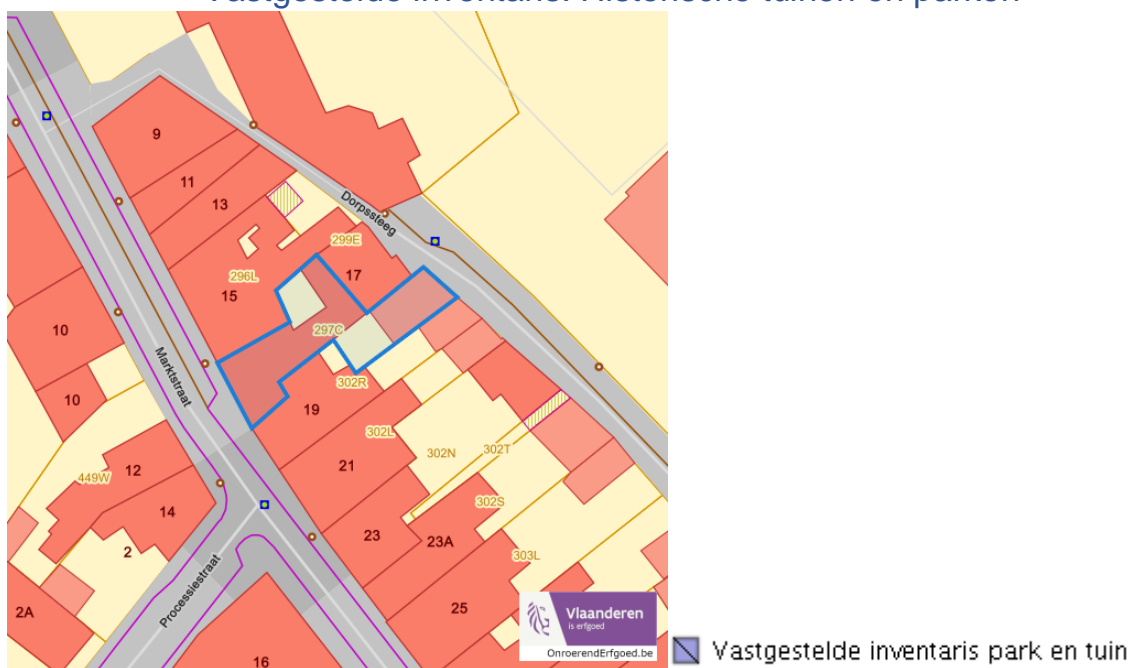 Vastgestelde inventaris: Historische tuinen en parken
9
11
13
Dorpssteeg
299E
17
296L
15
297C
10
Marktstraat
302R
10
19
302L
302N
302T
449W
12
21
302S
14
23
23A
2
303L
Processiestraat
25
2A
16
Vlaanderen
is erfgoed
OnroerendErfgoed.be
Vastgestelde inventaris park en tuin